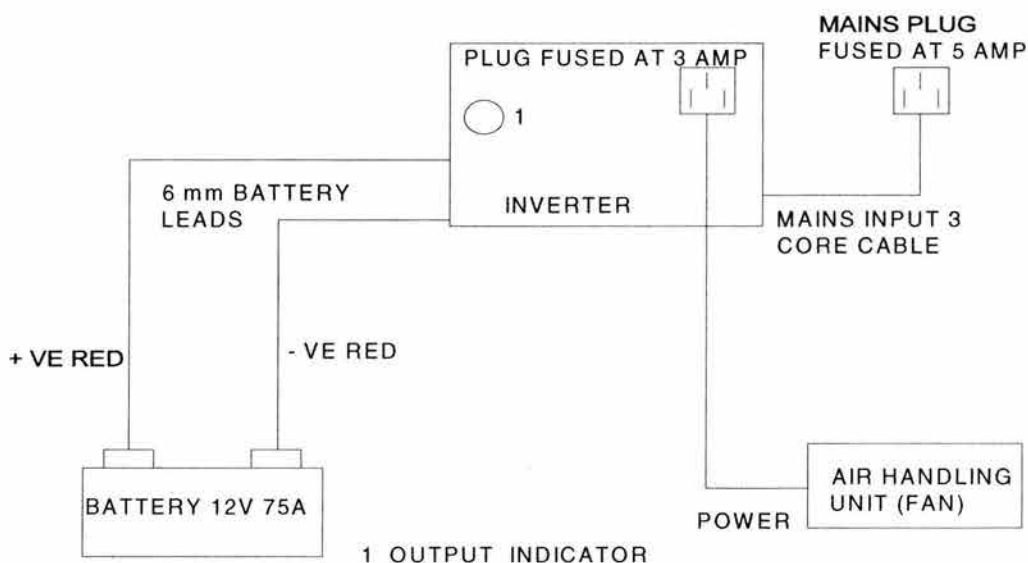 MAINS PLUG
FUSED AT 5 AMP
PLUG FUSED AT 3 AMP
1
6 mm BATTERY
LEADS
INVERTER
MAINS INPUT 3
CORE CABLE
+ VE RED
- VE RED
BATTERY 12V 75A
AIR HANDLING
UNIT (FAN)
POWER
1 OUTPUT INDICATOR